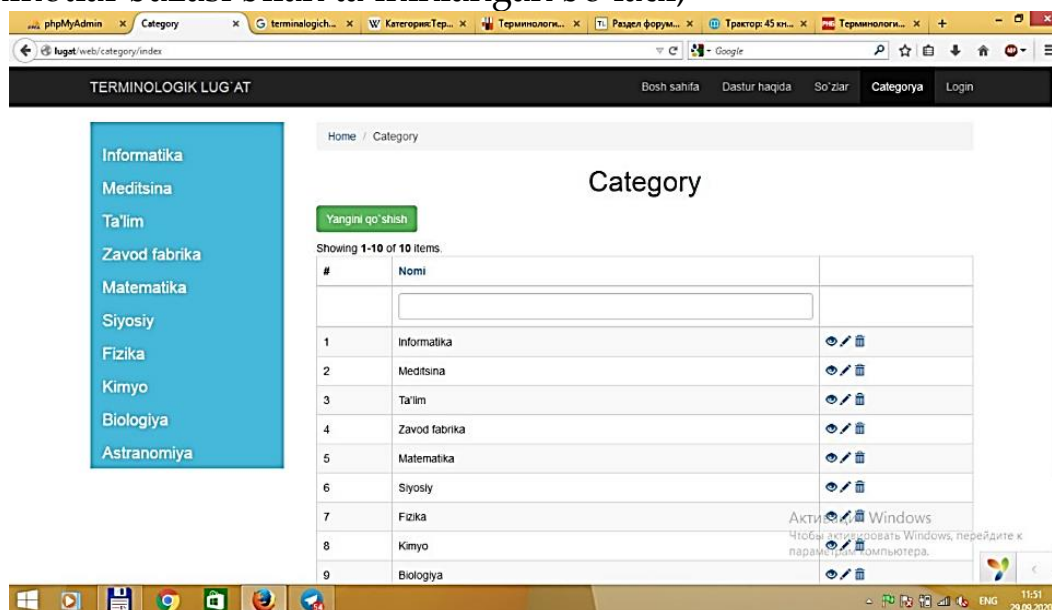 phpMyAdmin x Category x terminalogich... x Категория:Тер... x Терминологи... x Раздел форум... x Трактор: 45 кн... x Терминологи... x +
lugat/web/category/index Google
TERMINOLOGIK LUG`AT Bosh sahifa Dastur haqida So`zlar Categorya Login
Informatika
Meditsina
Ta'lim
Zavod fabrika
Matematika
Siyosiy
Fizika
Kimyo
Biologiya
Astranomiya
Home / Category
Category
Yangini qo`shish
Showing 1-10 of 10 items.
# Nomi
1 Informatika
2 Meditsina
3 Ta'lim
4 Zavod fabrika
5 Matematika
6 Siyosiy
7 Fizika
8 Kimyo
9 Biologiya
Активация Windows
Чтобы активировать Windows, перейдите к
параметрам компьютера.
ENG 11:51
29.09.2020